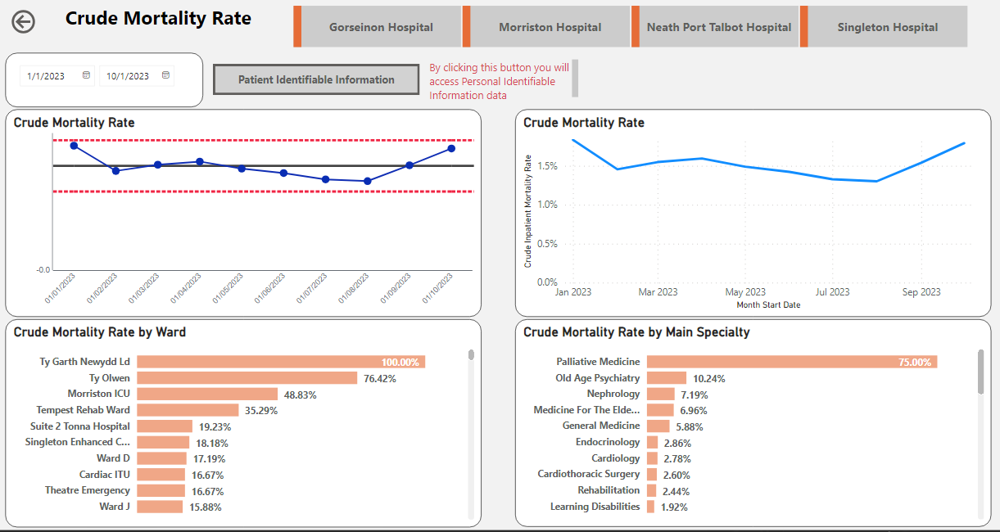 Crude Mortality Rate
Gorseinon Hospital
Morriston Hospital
Neath Port Talbot Hospital
Singleton Hospital
1/1/2023
10/1/2023
Patient Identifiable Information
By clicking this button you will
access Personal Identifiable
Information data
Crude Mortality Rate
-0.0
01/01/2023
01/02/2023
01/03/2023
01/04/2023
01/05/2023
01/06/2023
01/07/2023
01/08/2023
01/09/2023
01/10/2023
Crude Mortality Rate
Crude Inpatient Mortality Rate
1.5%
1.0%
0.5%
0.0%
Jan 2023
Mar 2023
May 2023
Jul 2023
Sep 2023
Month Start Date
Crude Mortality Rate by Ward
Ty Garth Newydd Ld 100.00%
Ty Olwen 76.42%
Morriston ICU 48.83%
Tempest Rehab Ward 35.29%
Suite 2 Tonna Hospital 19.23%
Singleton Enhanced C... 18.18%
Ward D 17.19%
Cardiac ITU 16.67%
Theatre Emergency 16.67%
Ward J 15.88%
Crude Mortality Rate by Main Specialty
Palliative Medicine 75.00%
Old Age Psychiatry 10.24%
Nephrology 7.19%
Medicine For The Elde... 6.96%
General Medicine 5.88%
Endocrinology 2.86%
Cardiology 2.78%
Cardiothoracic Surgery 2.60%
Rehabilitation 2.44%
Learning Disabilities 1.92%